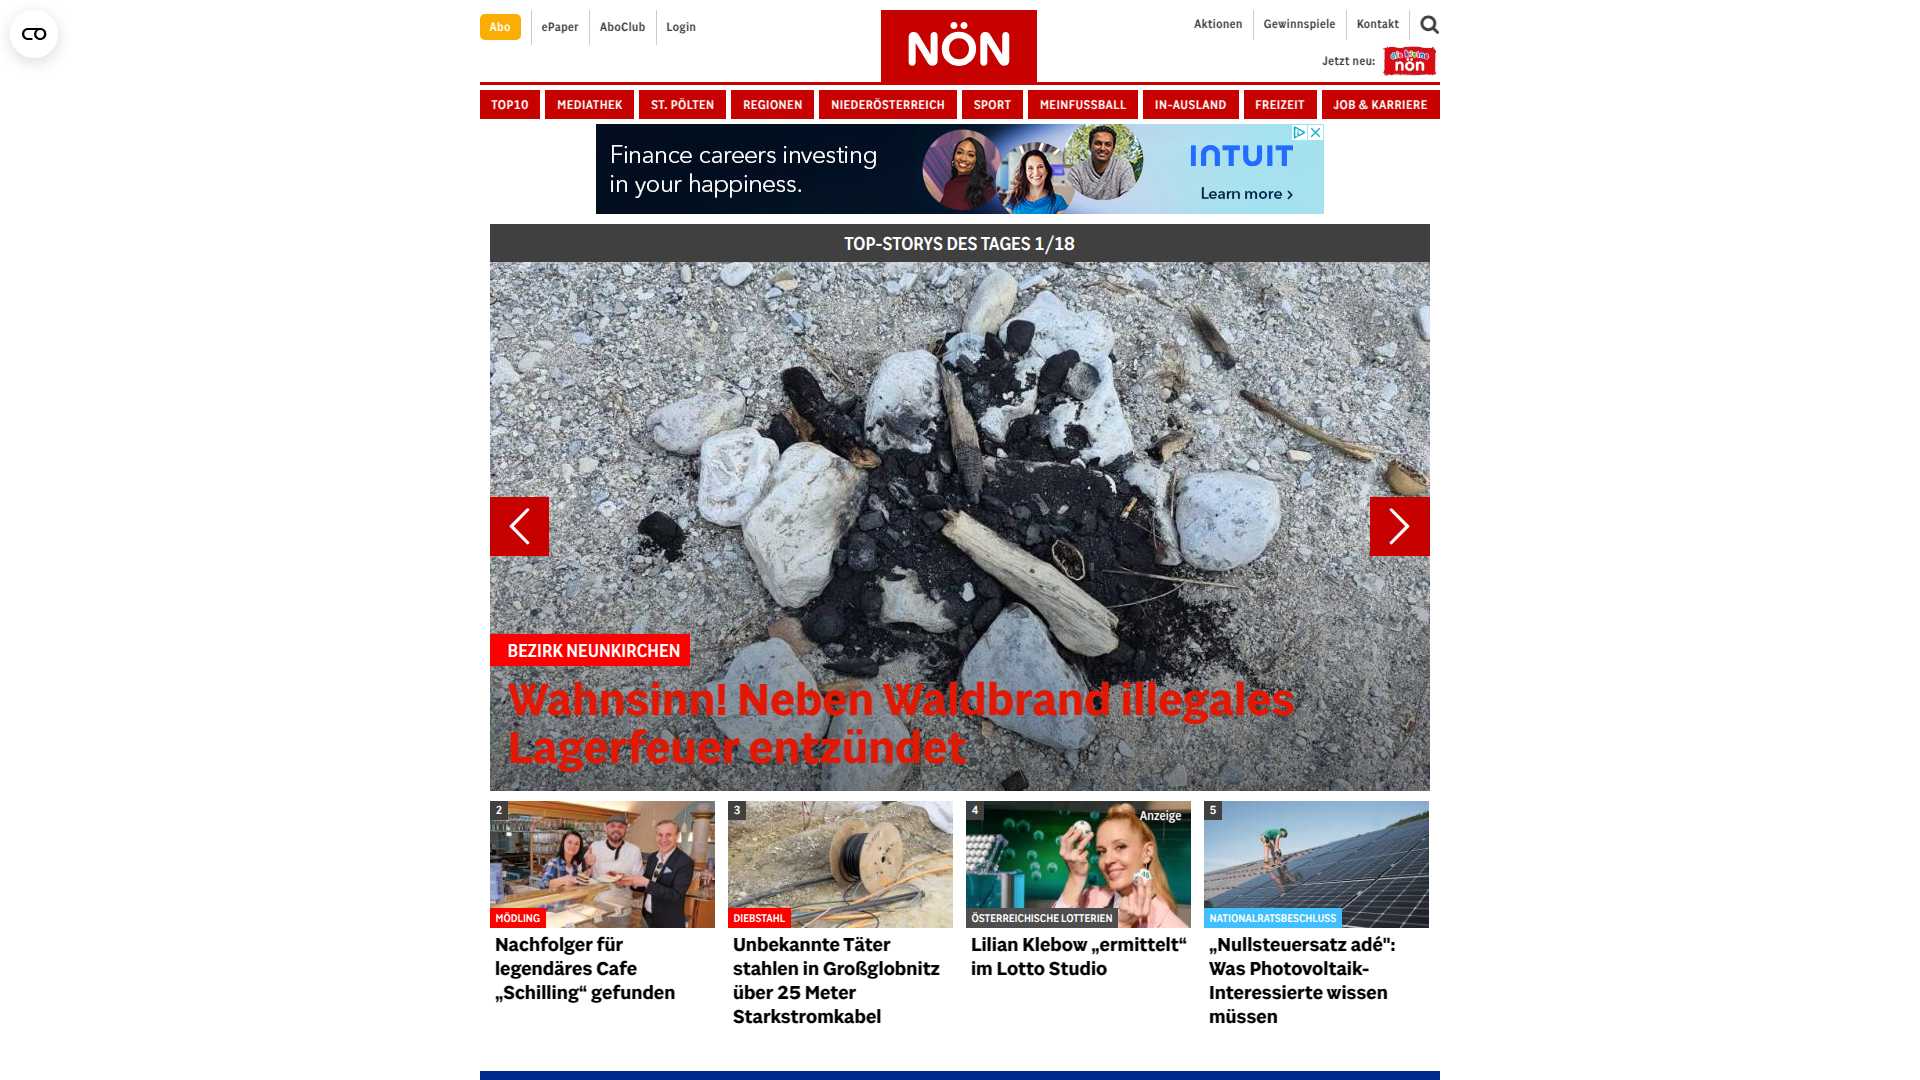 Abo
ePaper
AboClub
Login
NÖN
Aktionen
Gewinnspiele
Kontakt
Jetzt neu:
die kleine
nön
TOP10
MEDIATHEK
ST. PÖLTEN
REGIONEN
NIEDERÖSTERREICH
SPORT
MEINFUSSBALL
IN-AUSLAND
FREIZEIT
JOB & KARRIERE
Finance careers investing
in your happiness.
INTUIT
Learn more ›
TOP-STORYS DES TAGES 1/18
BEZIRK NEUNKIRCHEN
Wahnsinn! Neben Waldbrand illegales
Lagerfeuer entzündet
2
MÖDLING
Nachfolger für
legendäres Cafe
„Schilling“ gefunden
3
DIEBSTAHL
Unbekannte Täter
stahlen in Großglobnitz
über 25 Meter
Starkstromkabel
4
Anzeige
ÖSTERREICHISCHE LOTTERIEN
Lilian Klebow „ermittelt“
im Lotto Studio
5
NATIONALRATSBESCHLUSS
„Nullsteuersatz adé":
Was Photovoltaik-
Interessierte wissen
müssen